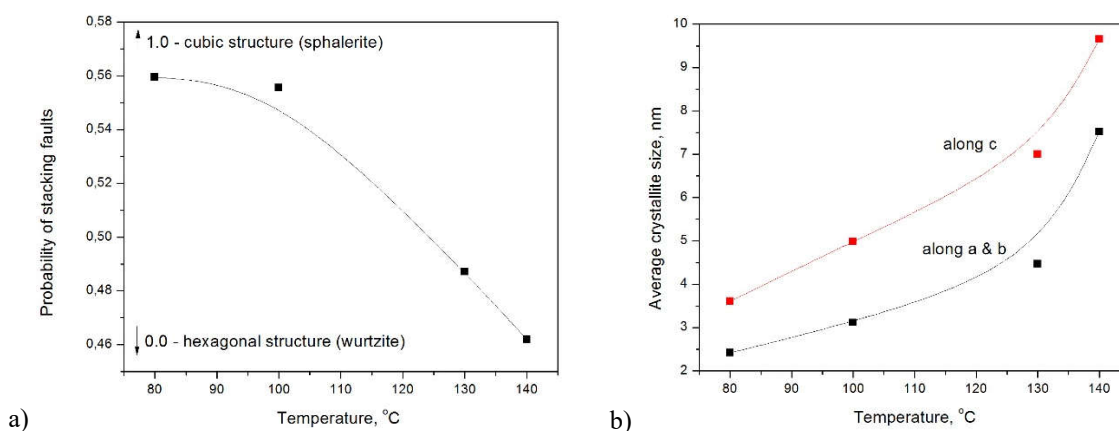 0,58
1.0 - cubic structure (sphalerite)
0,56
0,54
0,52
0,50
0,48
0.0 - hexagonal structure (wurtzite)
0,46
Probability of stacking faults
80 90 100 110 120 130 140
Temperature, °C
a)
10
9
8
7
6
5
4
3
2
Average crystallite size, nm
along c
along a & b
80 90 100 110 120 130 140
Temperature, °C
b)